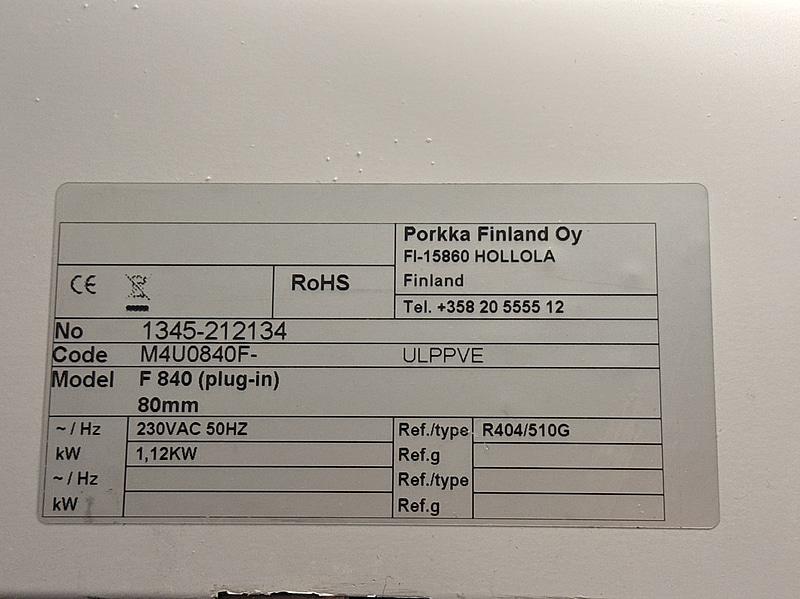 Porkka Finland Oy
FI-15860 HOLLOLA
Finland
CE RoHS
Tel. +358 20 5555 12
No 1345-212134
Code M4U0840F- ULPPVE
Model F 840 (plug-in)
80mm
~ / Hz 230VAC 50HZ Ref./type R404/510G
kW 1,12KW Ref.g
~ / Hz Ref./type
kW Ref.g